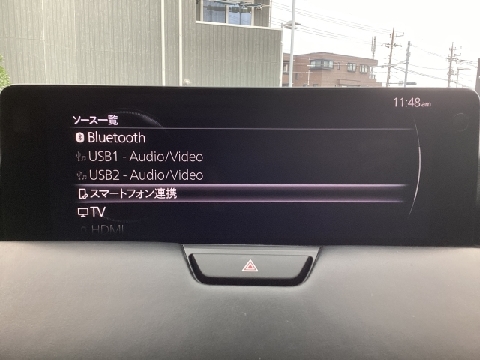 11:48
ソース一覧
Bluetooth
USB1 - Audio/Video
USB2 - Audio/Video
スマートフォン連携
TV
HDMI